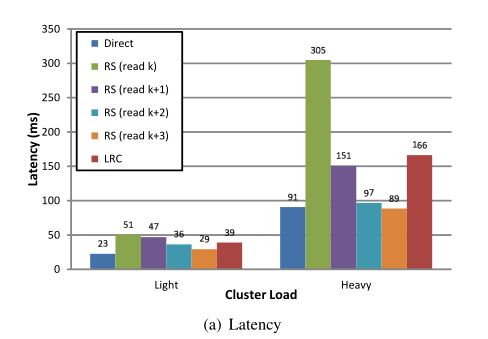 350
300
250
200
150
100
50
0
Latency (ms)
Direct
RS (read k)
RS (read k+1)
RS (read k+2)
RS (read k+3)
LRC
23
51
47
36
29
39
91
305
151
97
89
166
Light
Heavy
Cluster Load
(a) Latency